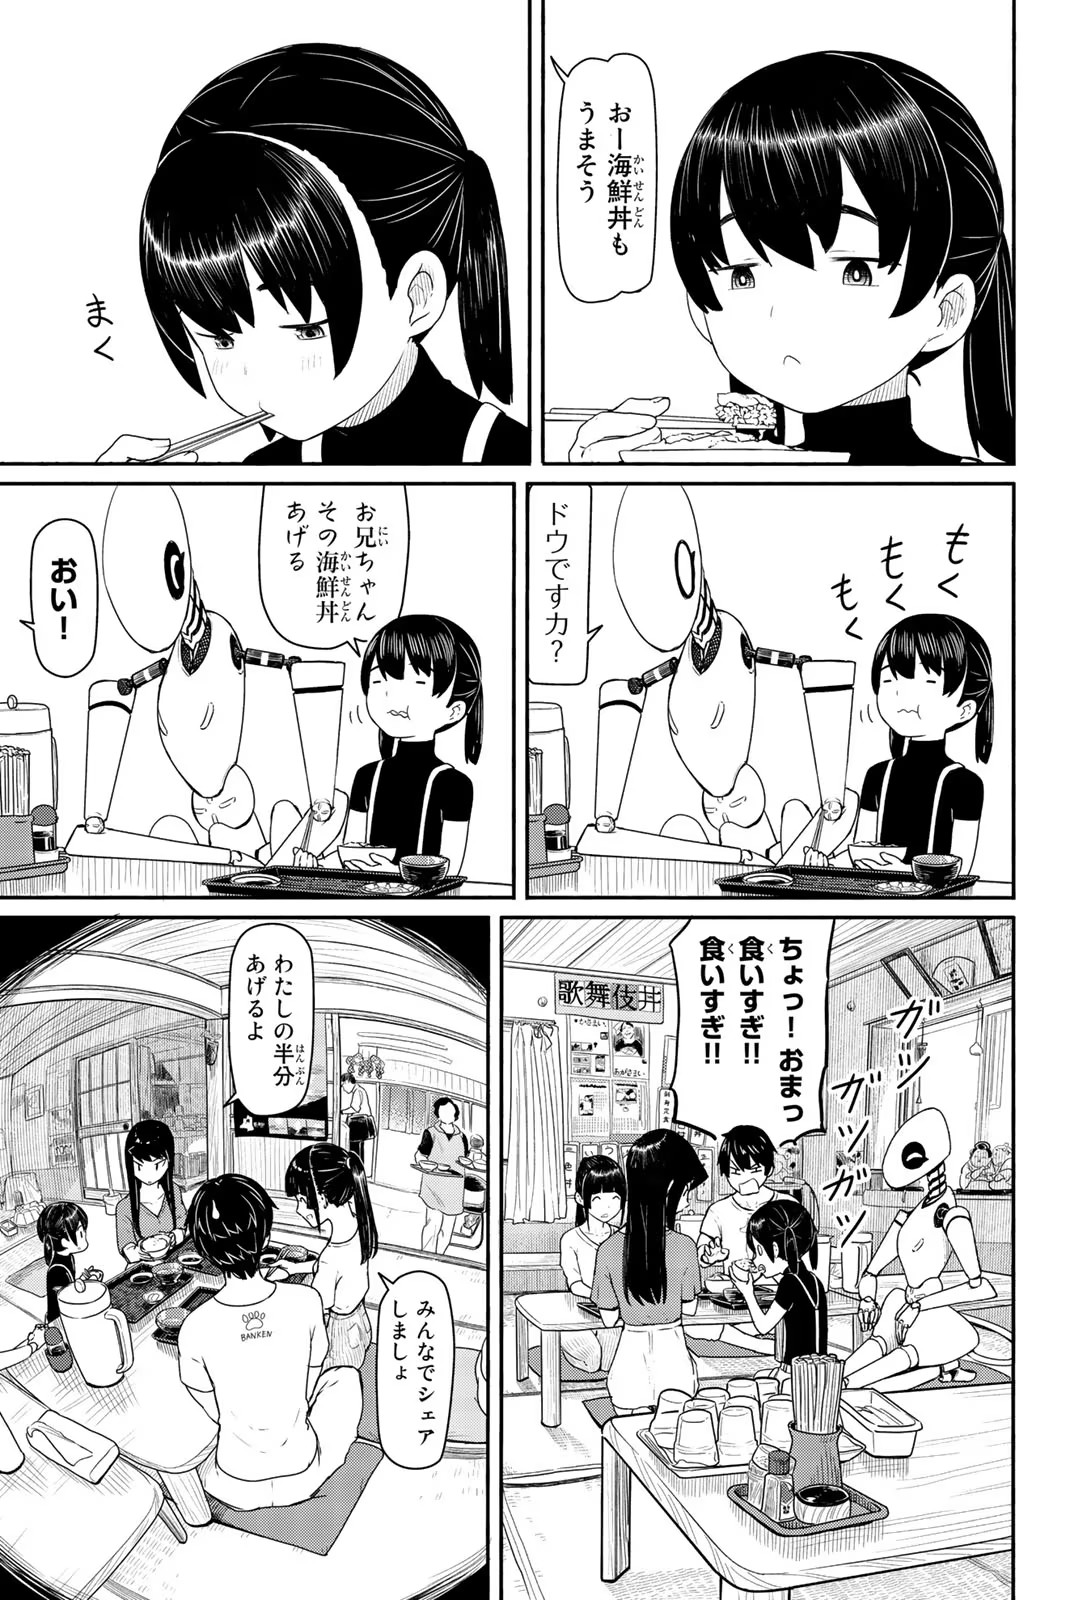 おー海鮮丼も
うまそう
まく
もく
もく
もく
ドウですカ?
お兄ちゃん
その海鮮丼
あげる
おい!
ちょっ!おまっ
食いすぎ!!
食いすぎ!!
ガツ
ガツ
ガツ
歌舞伎丼
わたしの半分
あげるよ
BANKEN
みんなでシェア
しましょ